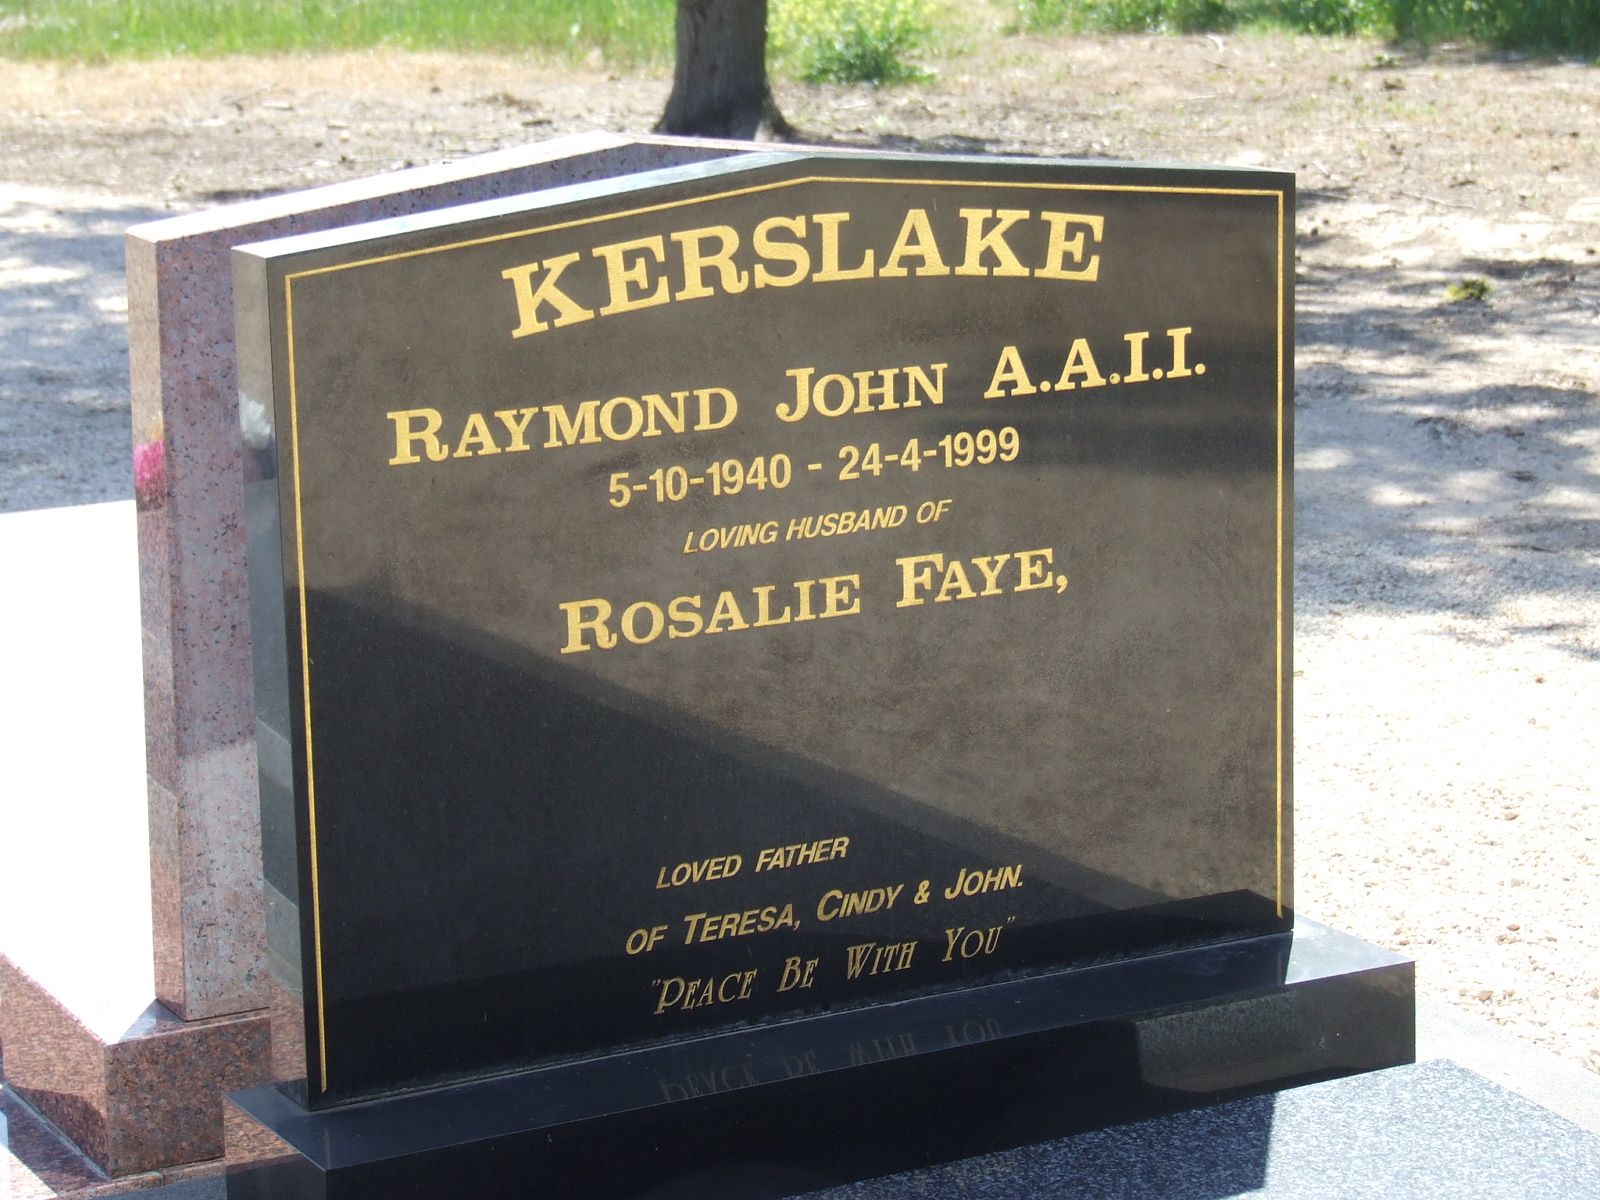 KERSLAKE
RAYMOND JOHN A.A.I.I.
5-10-1940 - 24-4-1999
LOVING HUSBAND OF
ROSALIE FAYE,
LOVED FATHER
OF TERESA, CINDY & JOHN.
"PEACE BE WITH YOU"